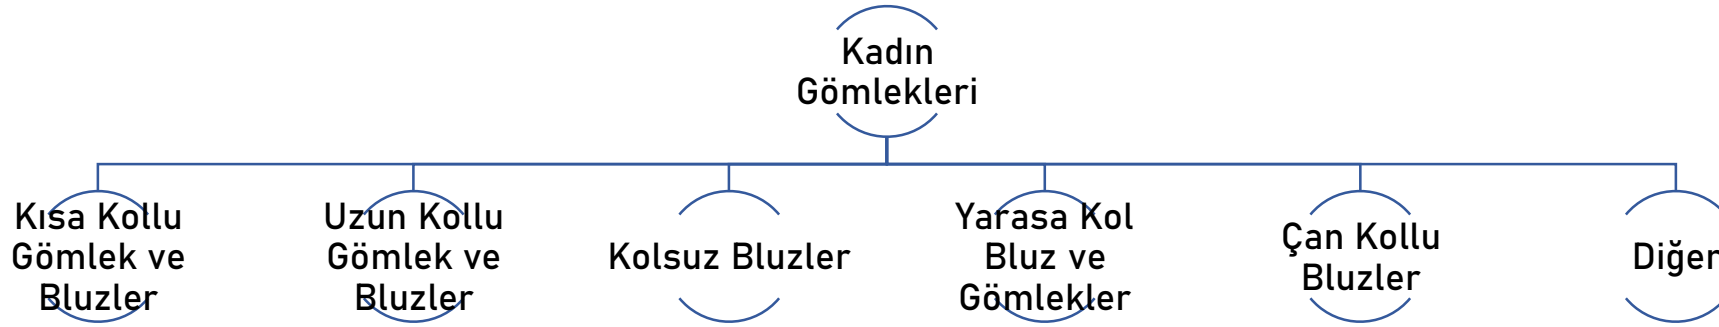 Kadın
Gömlekleri
Kısa Kollu
Gömlek ve
Bluzler
Uzun Kollu
Gömlek ve
Bluzler
Kolsuz Bluzler
Yarasa Kol
Bluz ve
Gömlekler
Çan Kollu
Bluzler
Diğer